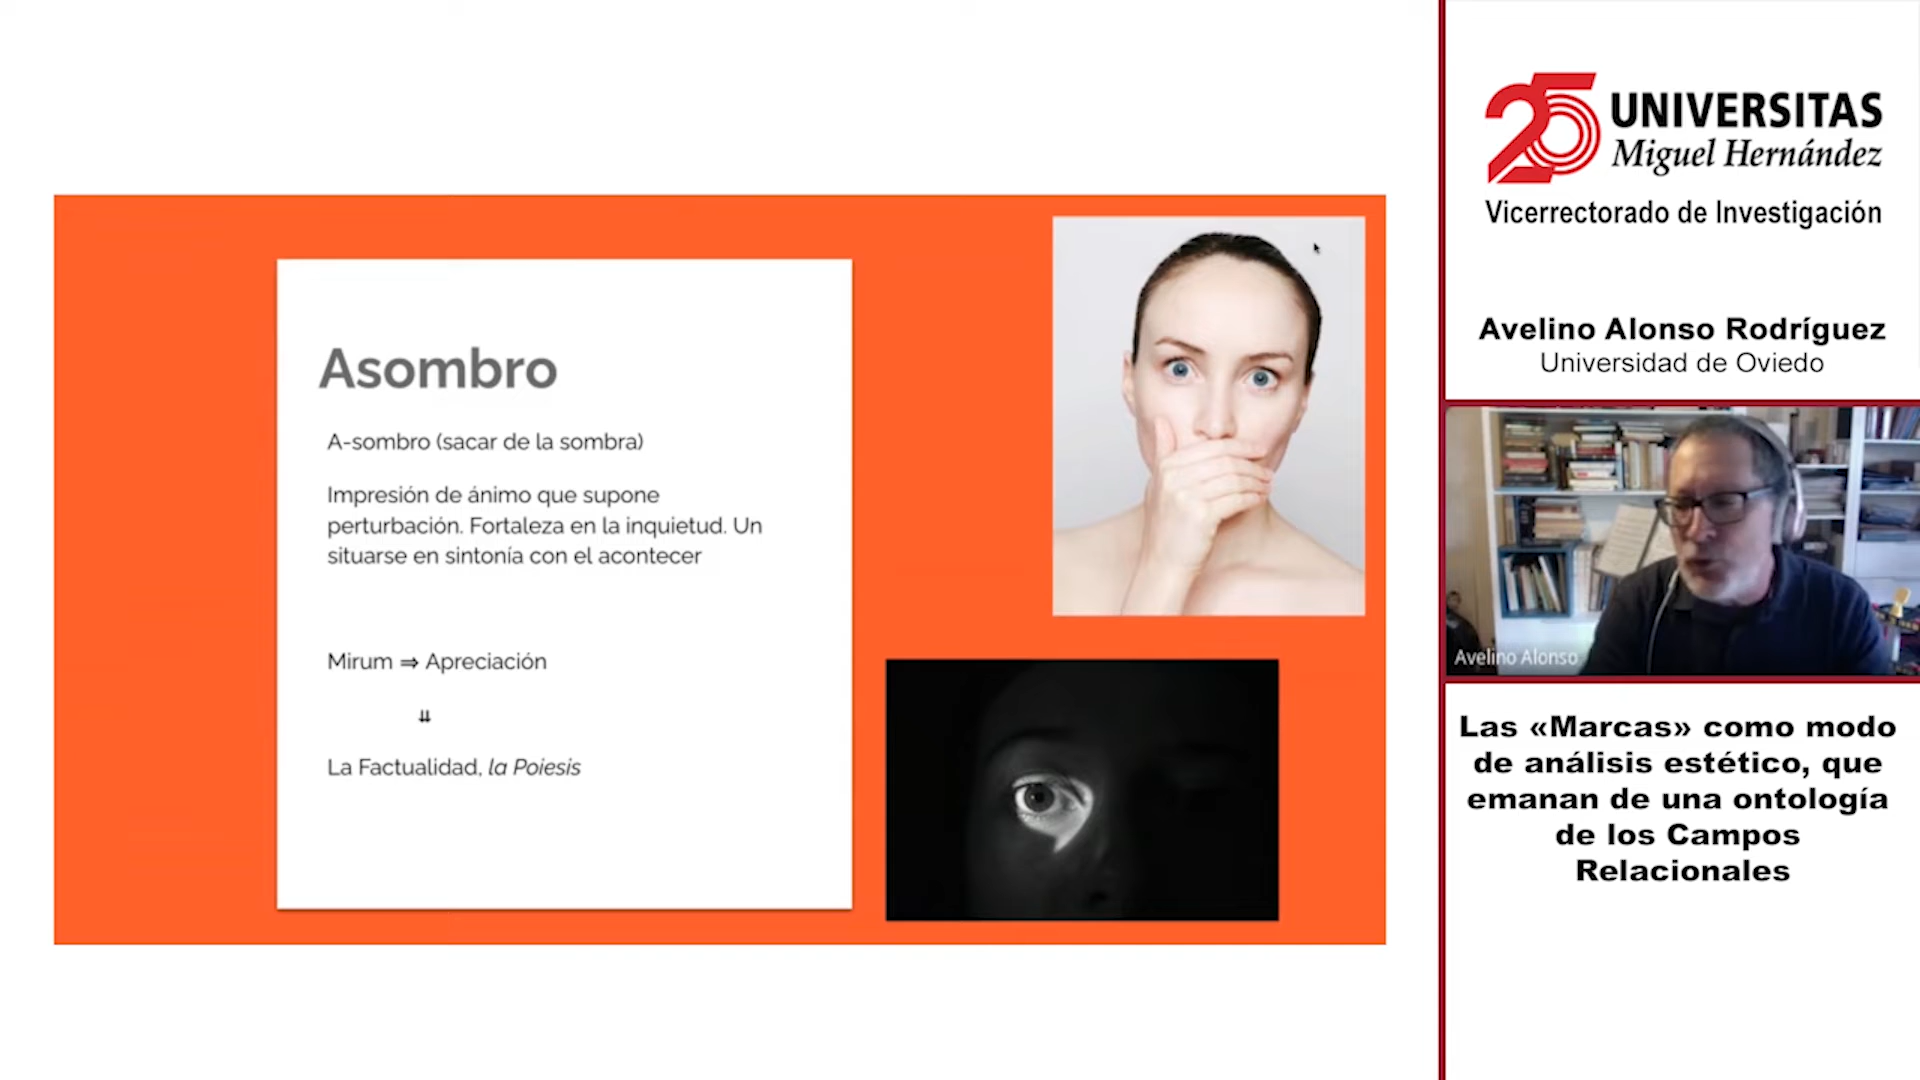 Asombro
A-sombro (sacar de la sombra)
Impresión de ánimo que supone
perturbación. Fortaleza en la inquietud. Un
situarse en sintonía con el acontecer
Mirum ⇒ Apreciación
⇊
La Factualidad, la Poiesis
25 UNIVERSITAS
Miguel Hernández
Vicerrectorado de Investigación
Avelino Alonso Rodríguez
Universidad de Oviedo
Avelino Alonso
Las «Marcas» como modo
de análisis estético, que
emanan de una ontología
de los Campos
Relacionales